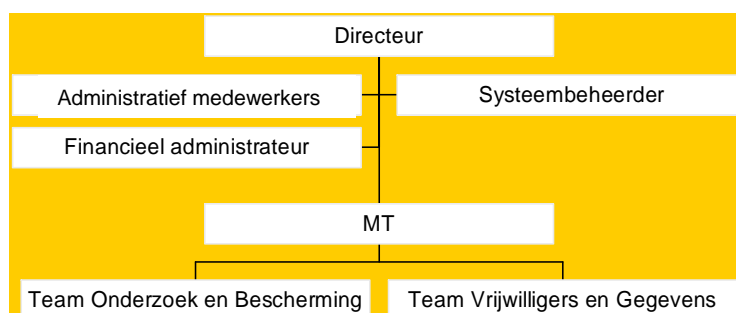 Directeur
Administratief medewerkers
Systeembeheerder
Financieel administrateur
MT
Team Onderzoek en Bescherming
Team Vrijwilligers en Gegevens